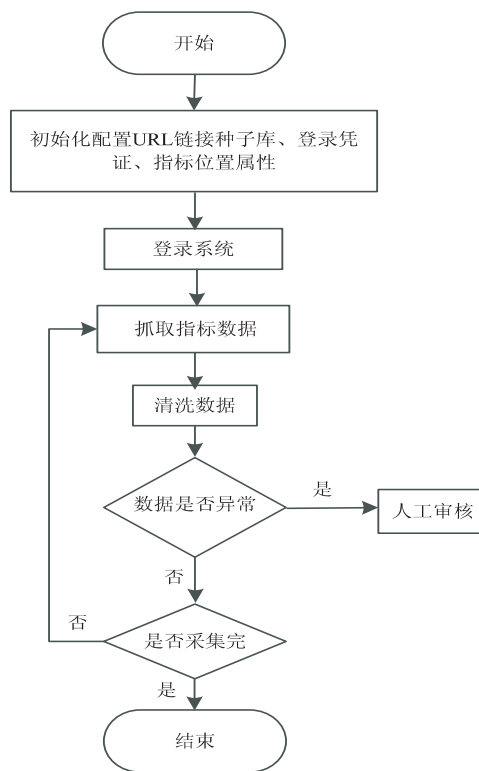 开始
初始化配置URL链接种子库、登录凭
证、指标位置属性
登录系统
抓取指标数据
清洗数据
数据是否异常
是
人工审核
否
否
是否采集完
是
结束